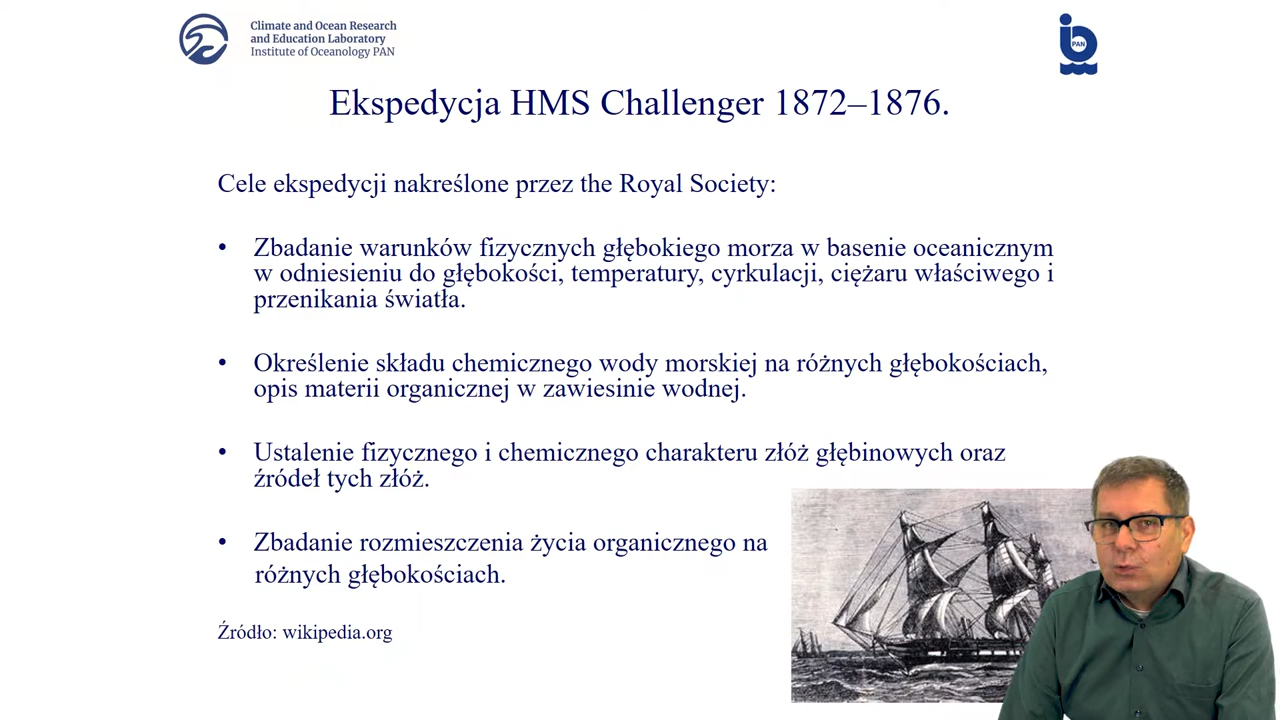 Climate and Ocean Research
and Education Laboratory
Institute of Oceanology PAN
PAN
Ekspedycja HMS Challenger 1872–1876.
Cele ekspedycji nakreślone przez the Royal Society:
• Zbadanie warunków fizycznych głębokiego morza w basenie oceanicznym
w odniesieniu do głębokości, temperatury, cyrkulacji, ciężaru właściwego i
przenikania światła.
• Określenie składu chemicznego wody morskiej na różnych głębokościach,
opis materii organicznej w zawiesinie wodnej.
• Ustalenie fizycznego i chemicznego charakteru złóż głębinowych oraz
źródeł tych złóż.
• Zbadanie rozmieszczenia życia organicznego na
różnych głębokościach.
Źródło: wikipedia.org